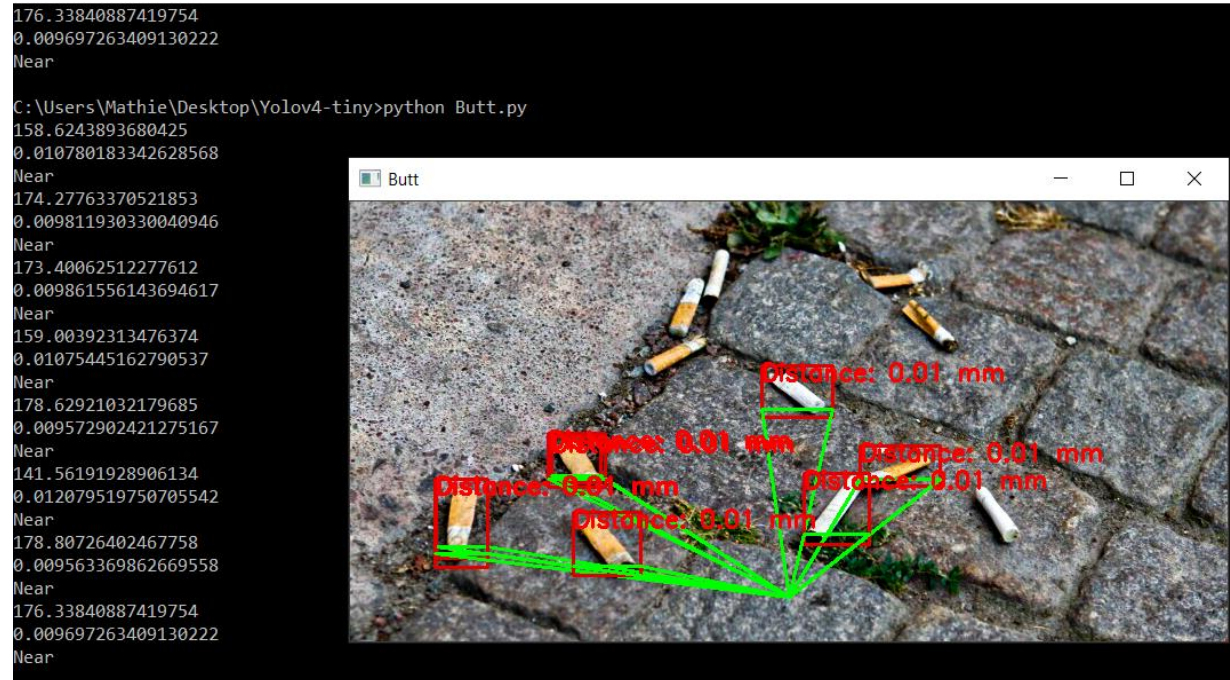 176.33840887419754
0.009697263409130222
Near
C:\Users\Mathie\Desktop\Yolov4-tiny>python Butt.py
158.6243893680425
0.010780183342628568
Near
174.27763370521853
0.009811930330040946
Near
173.40062512277612
0.009861556143694617
Near
159.00392313476374
0.01075445162790537
Near
178.62921032179685
0.009572902421275167
Near
141.56191928906134
0.012079519750705542
Near
178.80726402467758
0.009563369862669558
Near
176.33840887419754
0.009697263409130222
Near
Butt
Distance: 0.01 mm
Distance: 0.01 mm
Distance: 0.01 mm
Distance: 0.01 mm
Distance: 0.01 mm
Distance: 0.01 mm